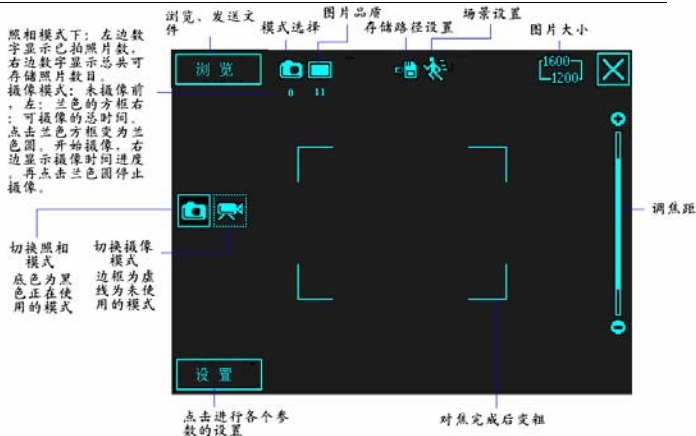 照相模式下：左边数
字显示已拍照片数，
右边数字显示总共可
存储照片数目。
摄像模式：未摄像前
，左：兰色的方框右
：可摄像的总时间。
点击兰色方框变为兰
色圆。开始摄像，右
边显示摄像时间进度
，再点击兰色圆停止
摄像。
浏览、发送文
件
模式选择
图片品质
存储路径设置
场景设置
图片大小
浏览
0
11
1600
1200
调焦距
切换照相
模式
底色为黑
色正在使
用的模式
切换摄像
模式
边框为虚
线为未使
用的模式
设置
点击进行各个参
数的设置
对焦完成后变粗